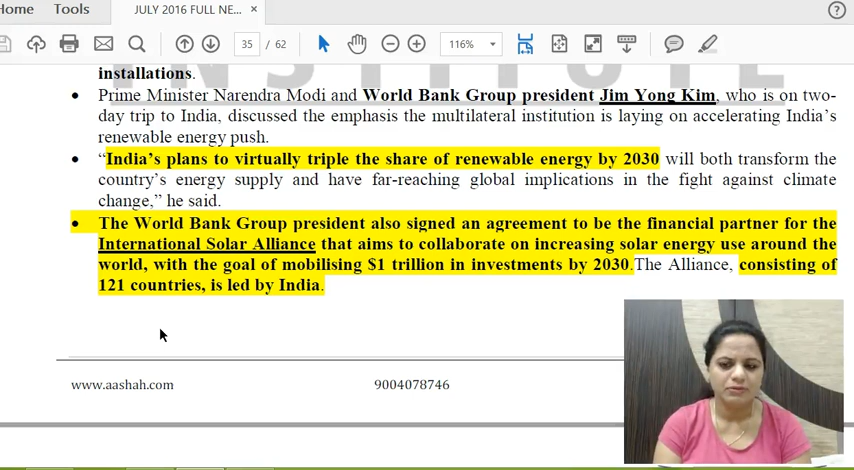 Home Tools
JULY 2016 FULL NE... ×
35 / 62 116%
installations.
INSTITUTE
• Prime Minister Narendra Modi and World Bank Group president Jim Yong Kim, who is on two-
day trip to India, discussed the emphasis the multilateral institution is laying on accelerating India’s
renewable energy push.
• “India’s plans to virtually triple the share of renewable energy by 2030 will both transform the
country’s energy supply and have far-reaching global implications in the fight against climate
change,” he said.
• The World Bank Group president also signed an agreement to be the financial partner for the
International Solar Alliance that aims to collaborate on increasing solar energy use around the
world, with the goal of mobilising $1 trillion in investments by 2030.The Alliance, consisting of
121 countries, is led by India.
www.aashah.com 9004078746